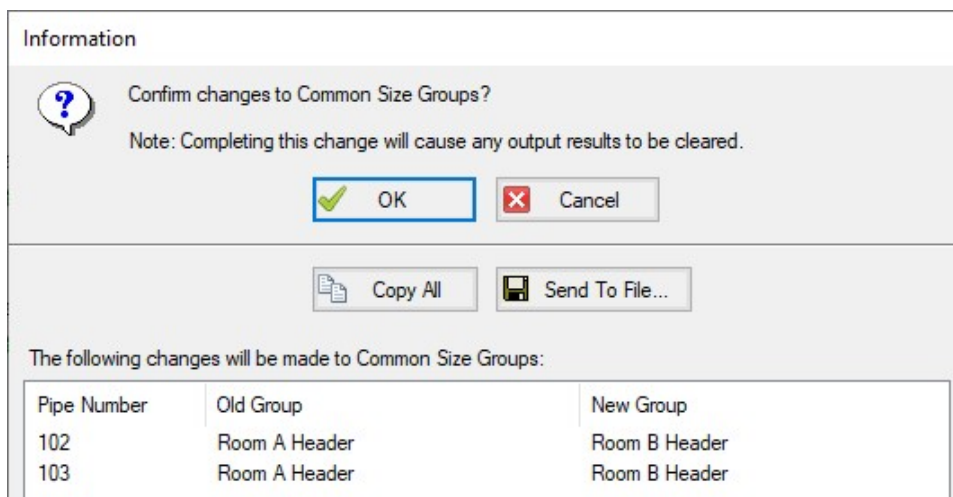 Information
?
Confirm changes to Common Size Groups?
Note: Completing this change will cause any output results to be cleared.
OK Cancel
Copy All Send To File...
The following changes will be made to Common Size Groups:
Pipe Number Old Group New Group
102 Room A Header Room B Header
103 Room A Header Room B Header